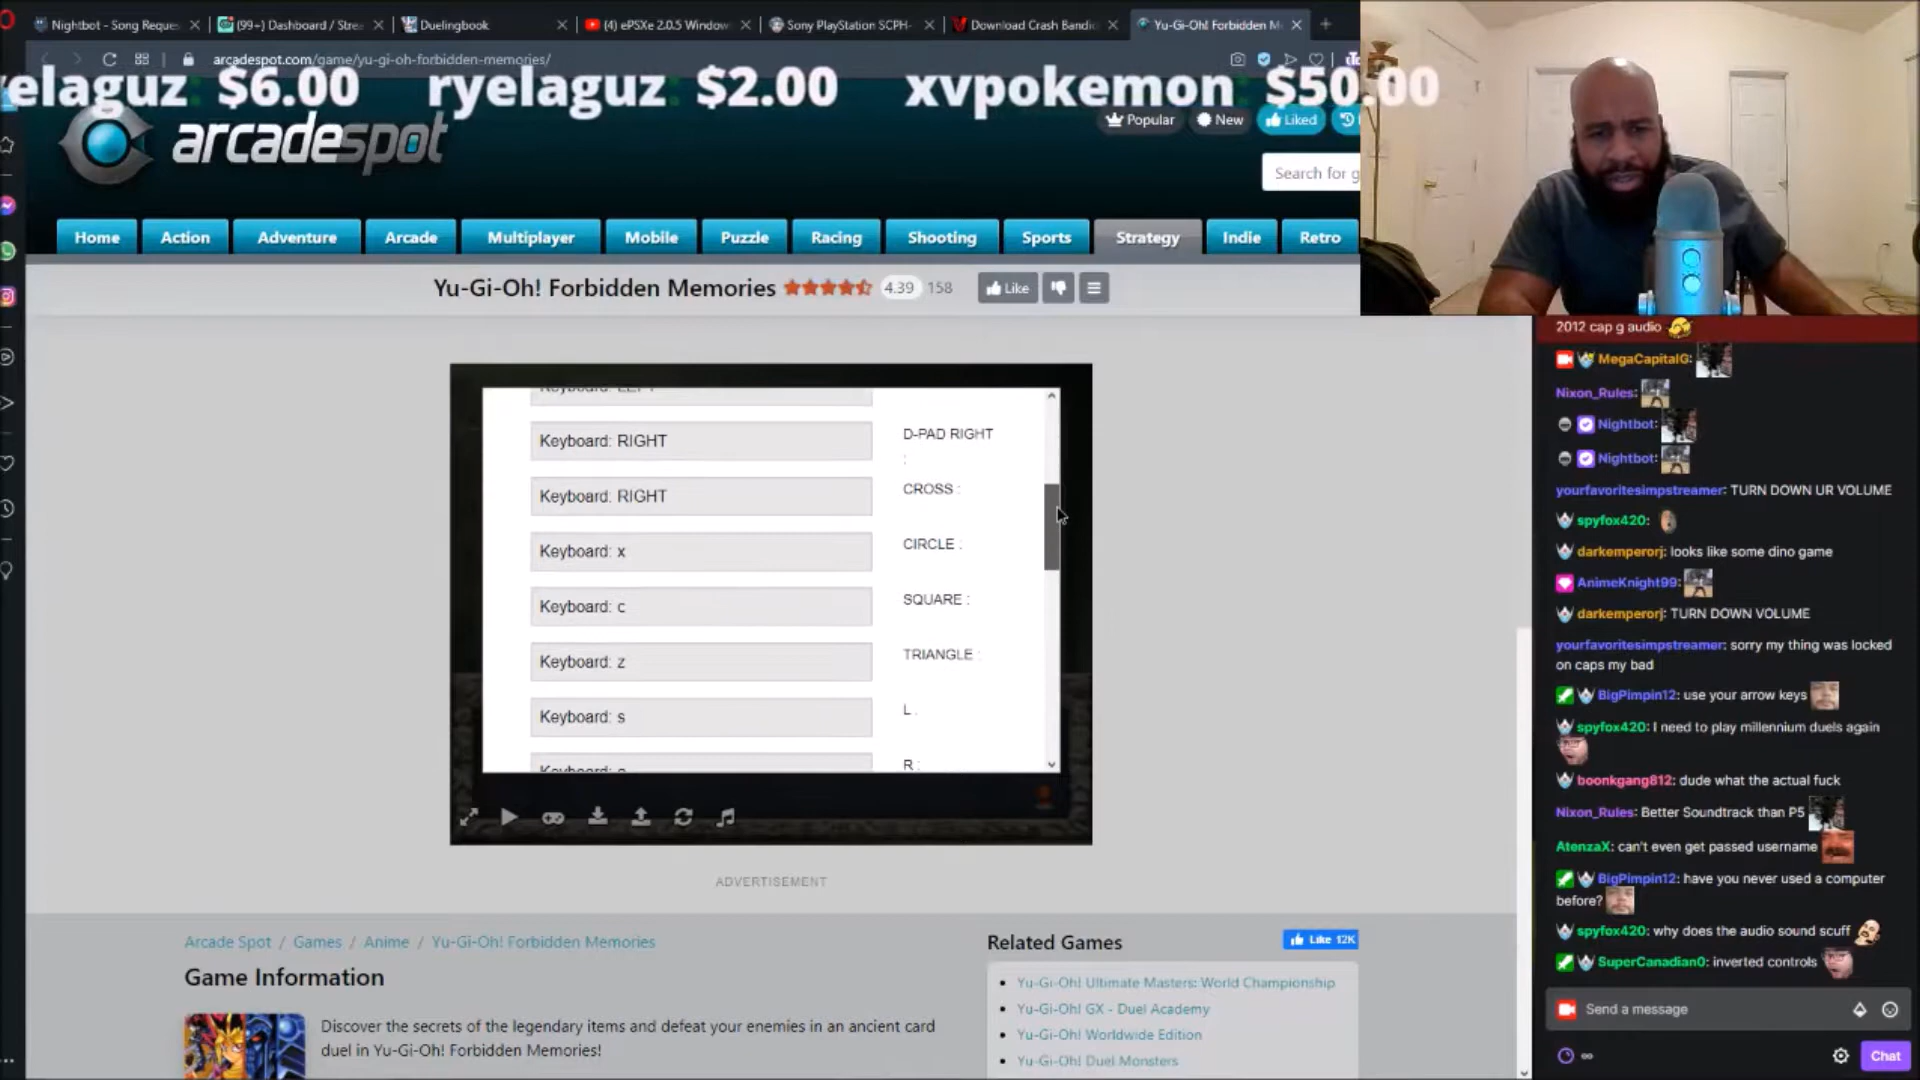 Nightbot - Song Reques
(99+) Dashboard / Stre
Duelingbook
(4) ePSXe 2.0.5 Window
Sony PlayStation SCPH-
Download Crash Bandi
Yu-Gi-Oh! Forbidden M
arcadespot.com/game/yu-gi-oh-forbidden-memories/
elaguz: $6.00 ryelaguz: $2.00 xvpokemon: $50.00
arcadespot
Popular
New
Liked
Search for g
Home
Action
Adventure
Arcade
Multiplayer
Mobile
Puzzle
Racing
Shooting
Sports
Strategy
Indie
Retro
Yu-Gi-Oh! Forbidden Memories
4.39
158
Like
Keyboard: LEFT
Keyboard: RIGHT
D-PAD RIGHT
:
Keyboard: RIGHT
CROSS :
Keyboard: x
CIRCLE :
Keyboard: c
SQUARE :
Keyboard: z
TRIANGLE :
Keyboard: s
L :
R :
ADVERTISEMENT
Arcade Spot / Games / Anime / Yu-Gi-Oh! Forbidden Memories
Game Information
Discover the secrets of the legendary items and defeat your enemies in an ancient card
duel in Yu-Gi-Oh! Forbidden Memories!
Related Games
Like 12K
Yu-Gi-Oh! Ultimate Masters: World Championship
Yu-Gi-Oh! GX - Duel Academy
Yu-Gi-Oh! Worldwide Edition
Yu-Gi-Oh! Duel Monsters
2012 cap g audio
MegaCapitalG:
Nixon_Rules:
Nightbot:
Nightbot:
yourfavoritesimpstreamer: TURN DOWN UR VOLUME
spyfox420:
darkemperorj: looks like some dino game
AnimeKnight99:
darkemperorj: TURN DOWN VOLUME
yourfavoritesimpstreamer: sorry my thing was locked
on caps my bad
BigPimpin12: use your arrow keys
spyfox420: I need to play millennium duels again
boonkgang812: dude what the actual fuck
Nixon_Rules: Better Soundtrack than P5
AtenzaX: can't even get passed username
BigPimpin12: have you never used a computer
before?
spyfox420: why does the audio sound scuff
SuperCanadian0: inverted controls
Send a message
Chat